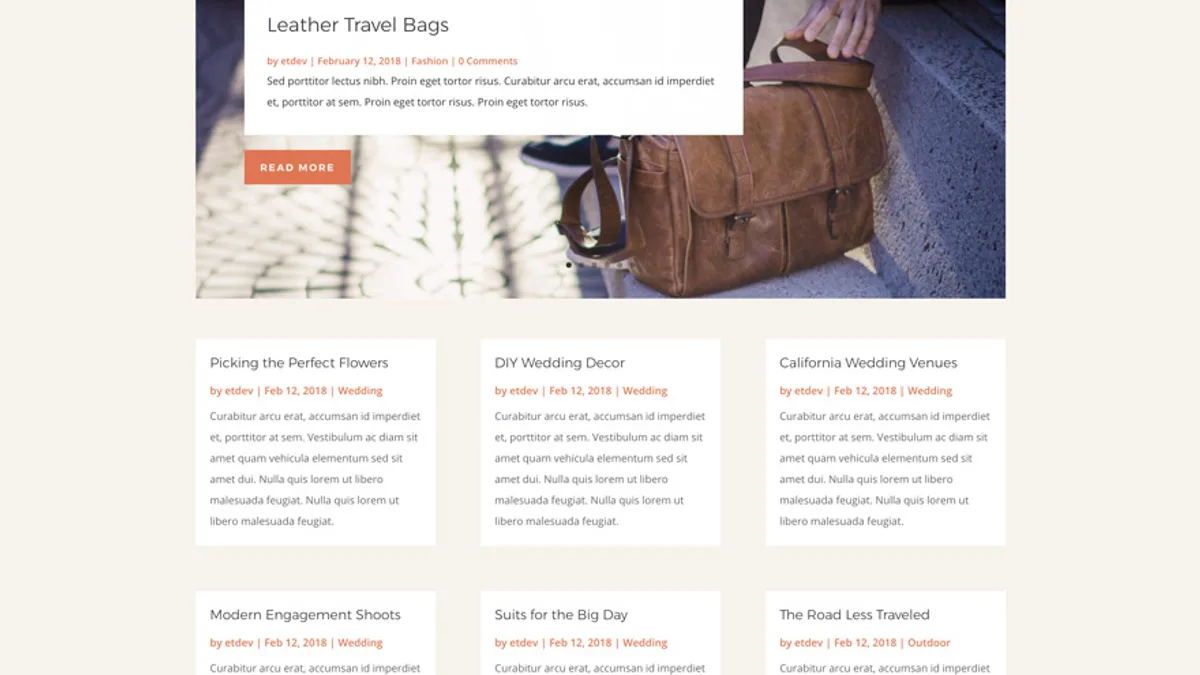 Leather Travel Bags
by etdev | February 12, 2018 | Fashion | 0 Comments
Sed porttitor lectus nibh. Proin eget tortor risus. Curabitur arcu erat, accumsan id imperdiet
et, porttitor at sem. Proin eget tortor risus. Proin eget tortor risus.
READ MORE
Picking the Perfect Flowers
by etdev | Feb 12, 2018 | Wedding
Curabitur arcu erat, accumsan id imperdiet
et, porttitor at sem. Vestibulum ac diam sit
amet quam vehicula elementum sed sit
amet dui. Nulla quis lorem ut libero
malesuada feugiat. Nulla quis lorem ut
libero malesuada feugiat.
DIY Wedding Decor
by etdev | Feb 12, 2018 | Wedding
Curabitur arcu erat, accumsan id imperdiet
et, porttitor at sem. Vestibulum ac diam sit
amet quam vehicula elementum sed sit
amet dui. Nulla quis lorem ut libero
malesuada feugiat. Nulla quis lorem ut
libero malesuada feugiat.
California Wedding Venues
by etdev | Feb 12, 2018 | Wedding
Curabitur arcu erat, accumsan id imperdiet
et, porttitor at sem. Vestibulum ac diam sit
amet quam vehicula elementum sed sit
amet dui. Nulla quis lorem ut libero
malesuada feugiat. Nulla quis lorem ut
libero malesuada feugiat.
Modern Engagement Shoots
by etdev | Feb 12, 2018 | Wedding
Curabitur arcu erat, accumsan id imperdiet
Suits for the Big Day
by etdev | Feb 12, 2018 | Wedding
Curabitur arcu erat, accumsan id imperdiet
The Road Less Traveled
by etdev | Feb 12, 2018 | Outdoor
Curabitur arcu erat, accumsan id imperdiet